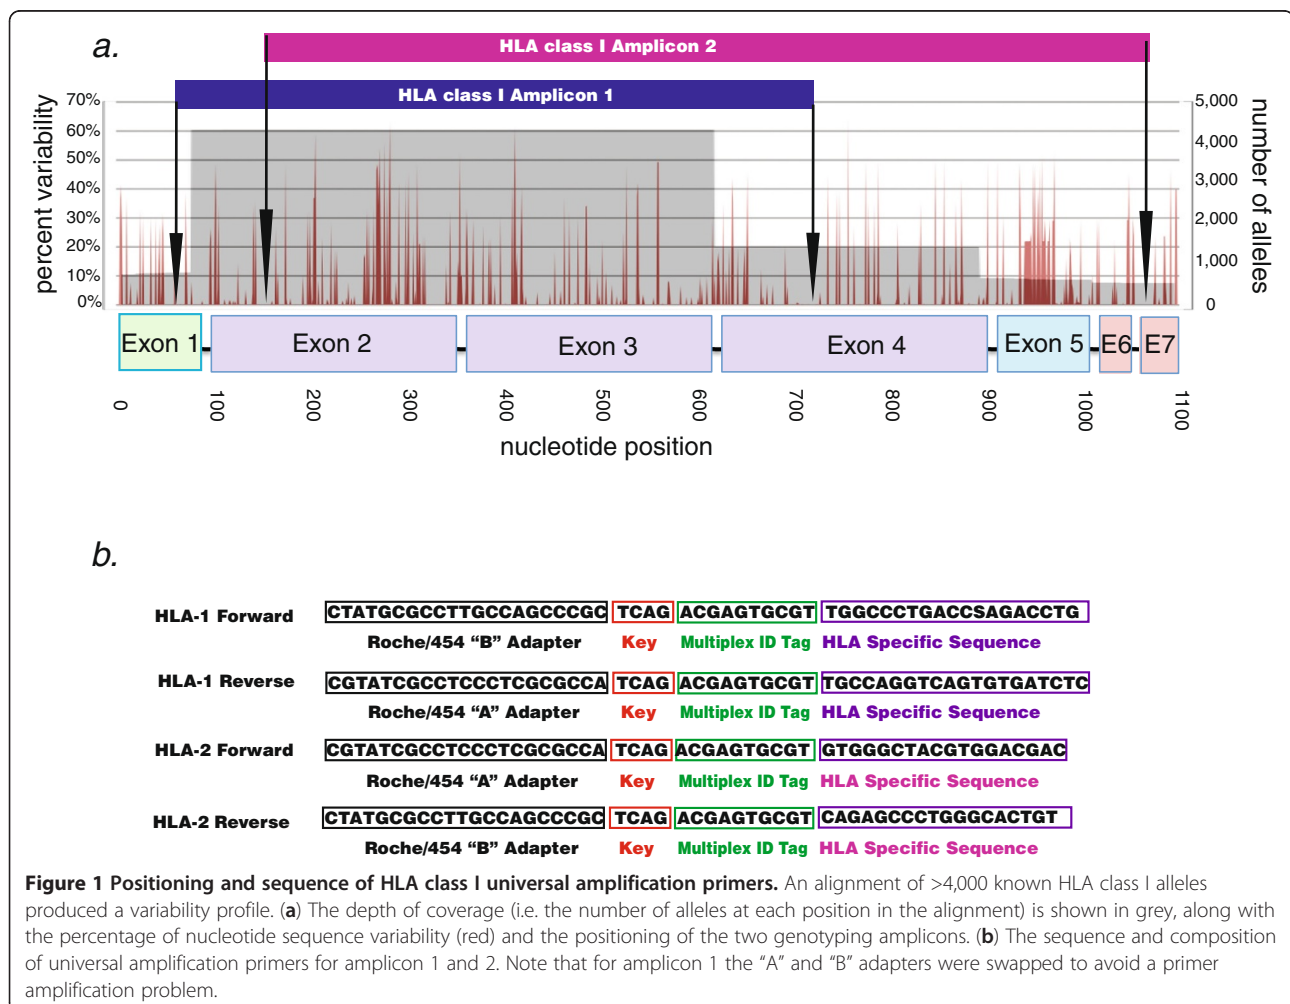 a.
HLA class I Amplicon 2
HLA class I Amplicon 1
percent variability
70%
60%
50%
40%
30%
20%
10%
0%
5,000
4,000
3,000
2,000
1,000
0
number of alleles
Exon 1
Exon 2
Exon 3
Exon 4
Exon 5
E6
E7
0
100
200
300
400
500
600
700
800
900
1000
1100
nucleotide position
b.
HLA-1 Forward CTATGCGCCTTGCCAGCCCGC TCAG ACGAGTGCGT TGGCCCTGACCSAGACCTG
Roche/454 “B” Adapter Key Multiplex ID Tag HLA Specific Sequence
HLA-1 Reverse CGTATCGCCTCCCTCGCGCCA TCAG ACGAGTGCGT TGCCAGGTCAGTGTGATCTC
Roche/454 “A” Adapter Key Multiplex ID Tag HLA Specific Sequence
HLA-2 Forward CGTATCGCCTCCCTCGCGCCA TCAG ACGAGTGCGT GTGGGCTACGTGGACGAC
Roche/454 “A” Adapter Key Multiplex ID Tag HLA Specific Sequence
HLA-2 Reverse CTATGCGCCTTGCCAGCCCGC TCAG ACGAGTGCGT CAGAGCCCTGGGCACTGT
Roche/454 “B” Adapter Key Multiplex ID Tag HLA Specific Sequence
Figure 1 Positioning and sequence of HLA class I universal amplification primers. An alignment of >4,000 known HLA class I alleles
produced a variability profile. (a) The depth of coverage (i.e. the number of alleles at each position in the alignment) is shown in grey, along with
the percentage of nucleotide sequence variability (red) and the positioning of the two genotyping amplicons. (b) The sequence and composition
of universal amplification primers for amplicon 1 and 2. Note that for amplicon 1 the “A” and “B” adapters were swapped to avoid a primer
amplification problem.